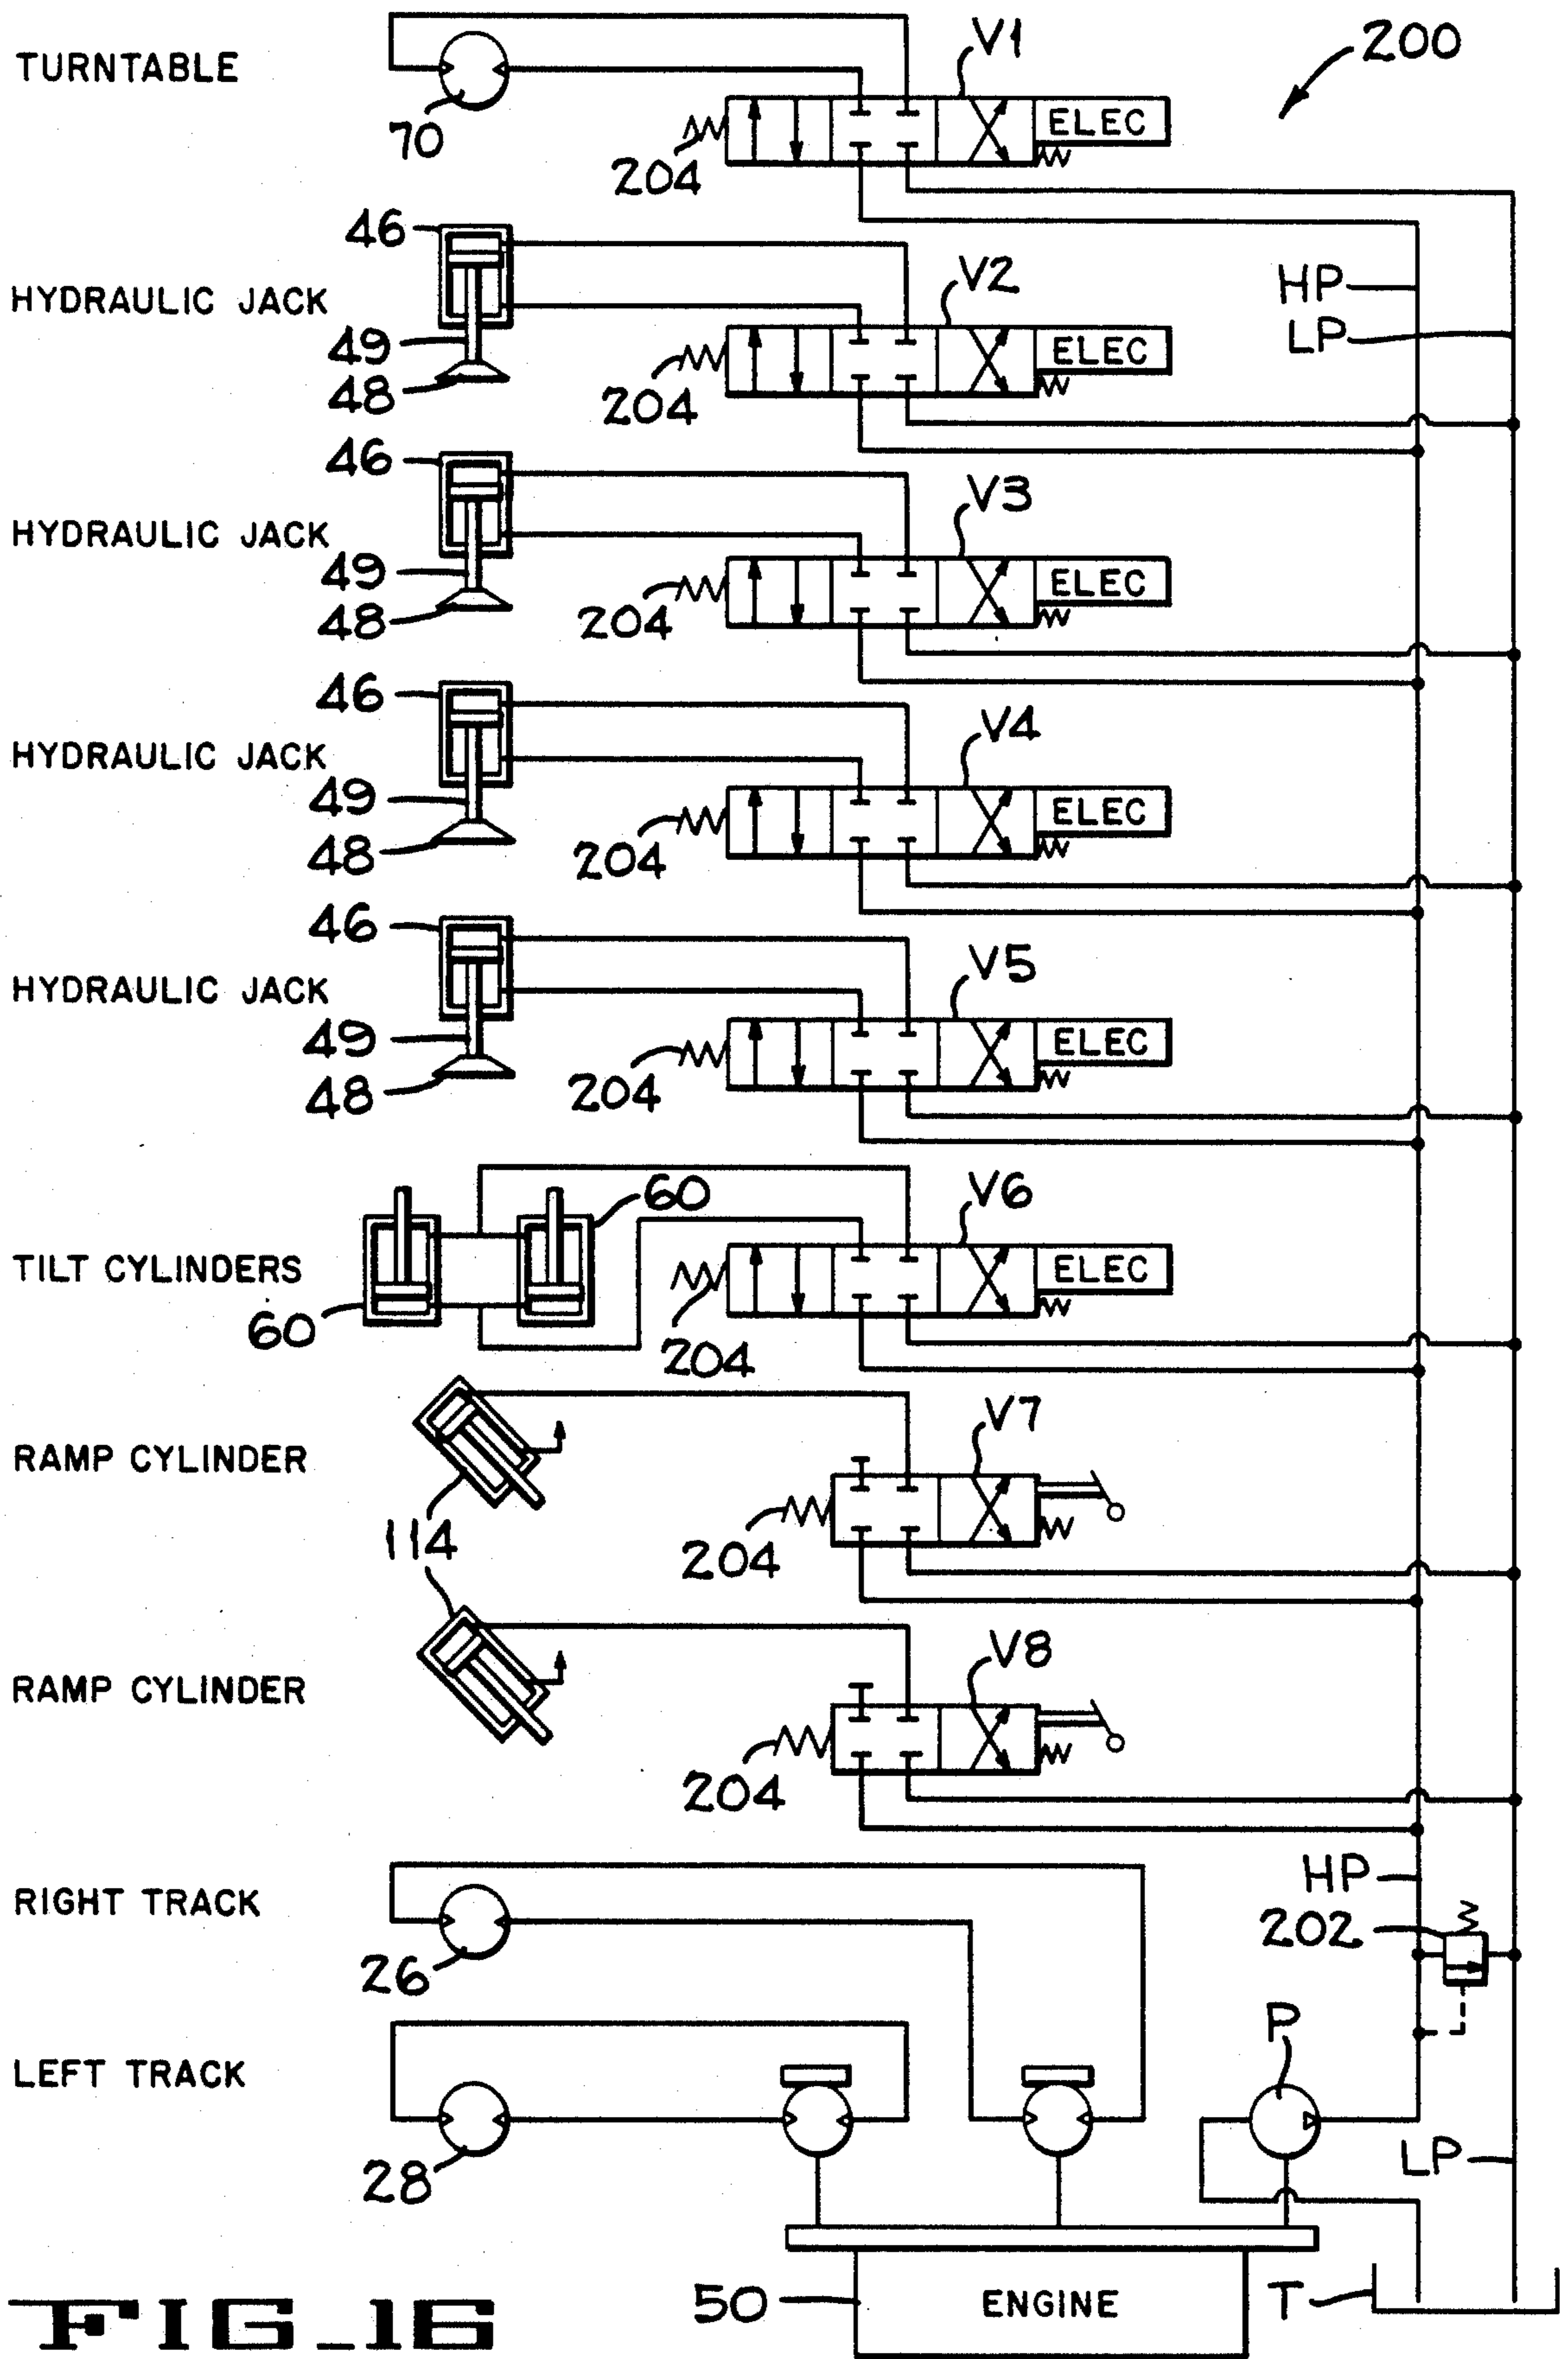 V1
200
TURNTABLE
70
ELEC
204
46
HYDRAULIC JACK
V2
HP
LP
49
ELEC
48
204
46
HYDRAULIC JACK
V3
49
ELEC
48
204
46
HYDRAULIC JACK
V4
49
ELEC
48
204
46
HYDRAULIC JACK
V5
49
ELEC
48
204
60
V6
TILT CYLINDERS
ELEC
60
204
RAMP CYLINDER
V7
114
204
RAMP CYLINDER
V8
204
RIGHT TRACK
HP
202
26
P
LEFT TRACK
28
LP
50
ENGINE
T
FIG_16